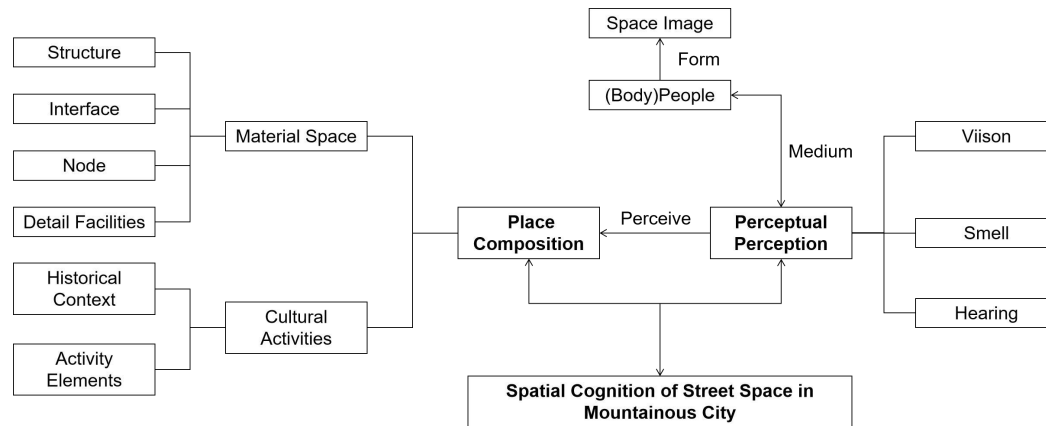 Space Image
Form
(Body)People
Medium
Structure
Interface
Node
Detail Facilities
Material Space
Historical
Context
Activity
Elements
Cultural
Activities
Place
Composition
Perceive
Perceptual
Perception
Viison
Smell
Hearing
Spatial Cognition of Street Space in
Mountainous City